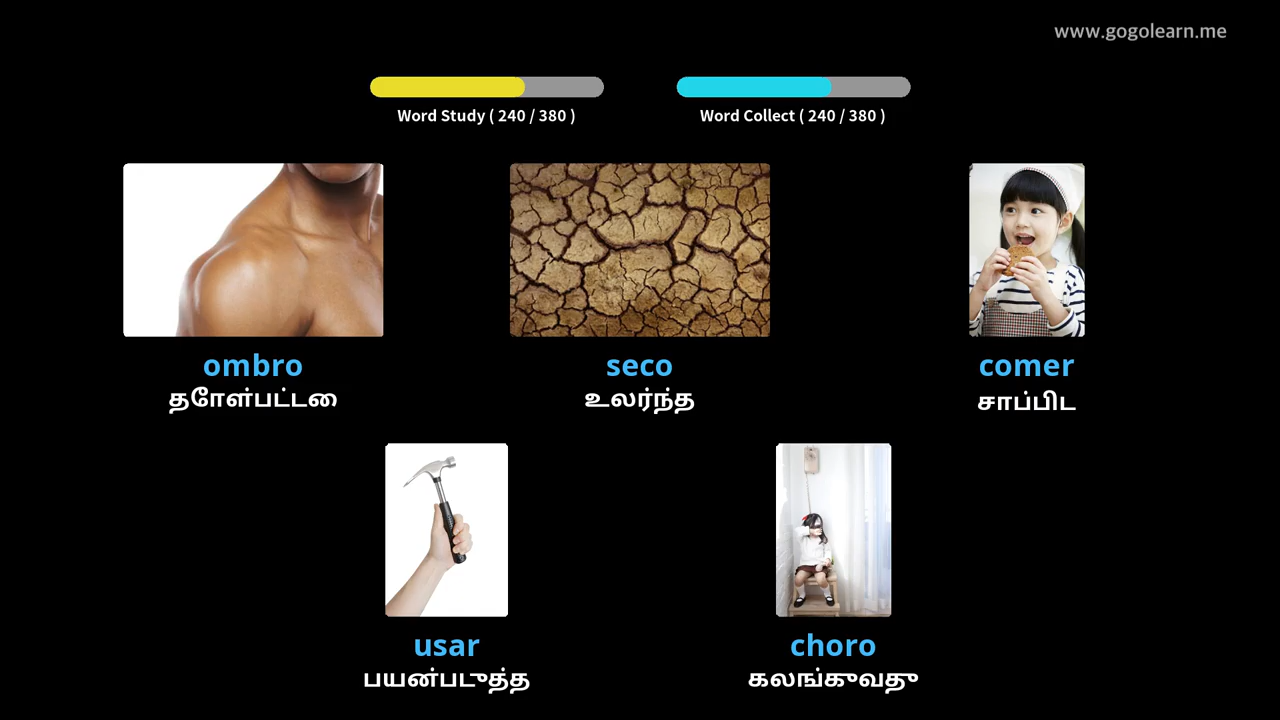 www.gogolearn.me
Word Study ( 240 / 380 )
Word Collect ( 240 / 380 )
ombro
seco
comer
தோள்பட்டை
உலர்ந்த
சாப்பிட
usar
choro
பயன்படுத்த
கலங்குவது